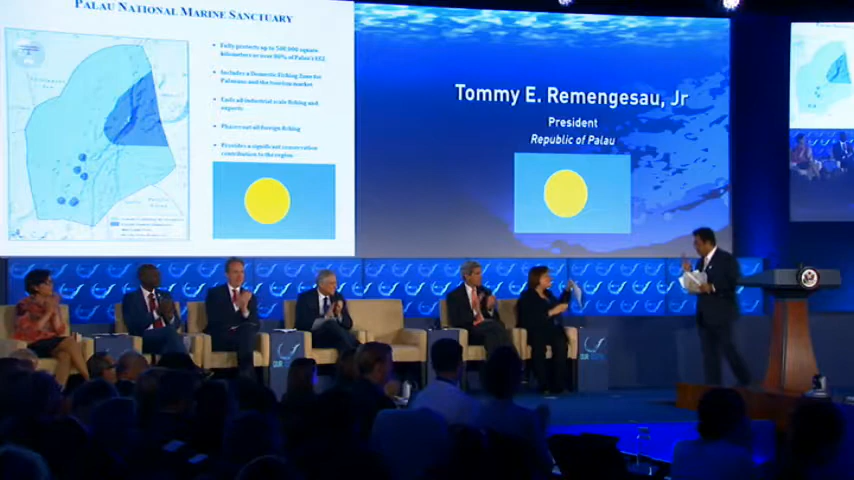 PALAU NATIONAL MARINE SANCTUARY
Fully protects up to 500,000 square
kilometers or over 80% of Palau's EEZ
Includes a Domestic Fishing Zone for
Palauans and the tourism market
Ends all industrial scale fishing and
exports
Phases out all foreign fishing
Provides a significant conservation
contribution to the region
Tommy E. Remengesau, Jr
President
Republic of Palau
OUR OCEAN